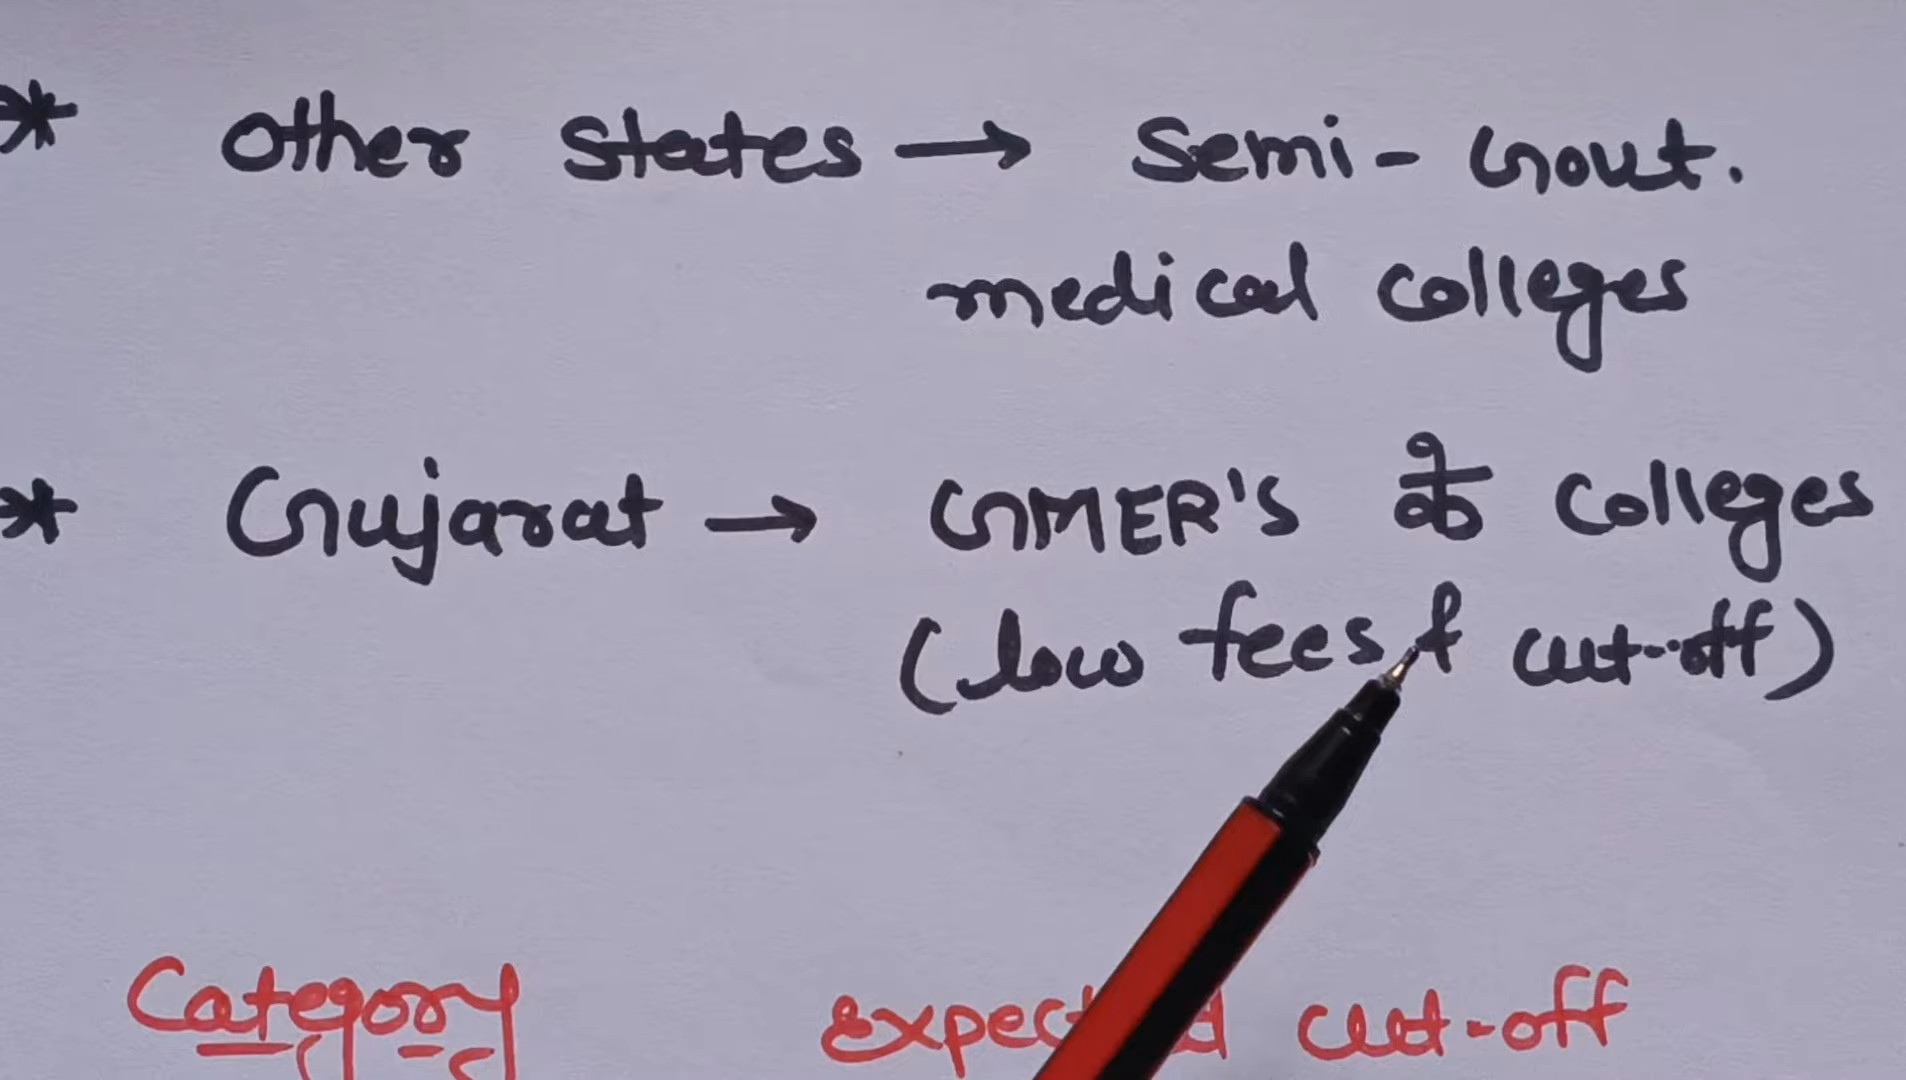 * Other States → Semi-Govt.
medical colleges
* Gujarat → GMER's के colleges
(low fees & cut-off)
Category Expected cut-off